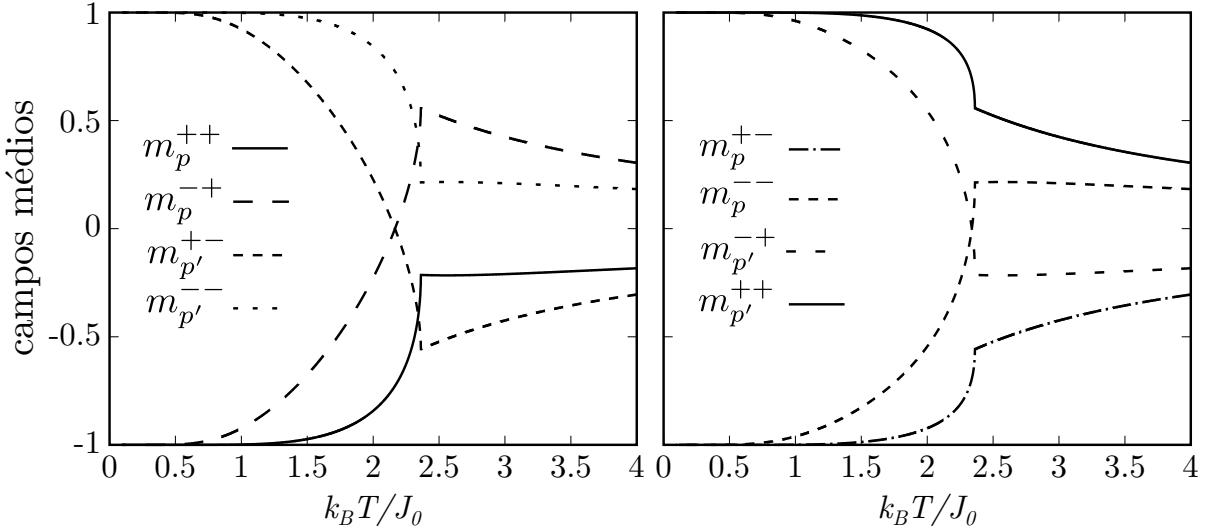 campos médios
1
0.5
0
-0.5
-1
m_p^{++}
m_p^{-+}
m_{p'}^{+-}
m_{p'}^{--}
0 0.5 1 1.5 2 2.5 3 3.5 4
k_BT/J_0
m_p^{+-}
m_p^{--}
m_{p'}^{-+}
m_{p'}^{++}
0 0.5 1 1.5 2 2.5 3 3.5 4
k_BT/J_0